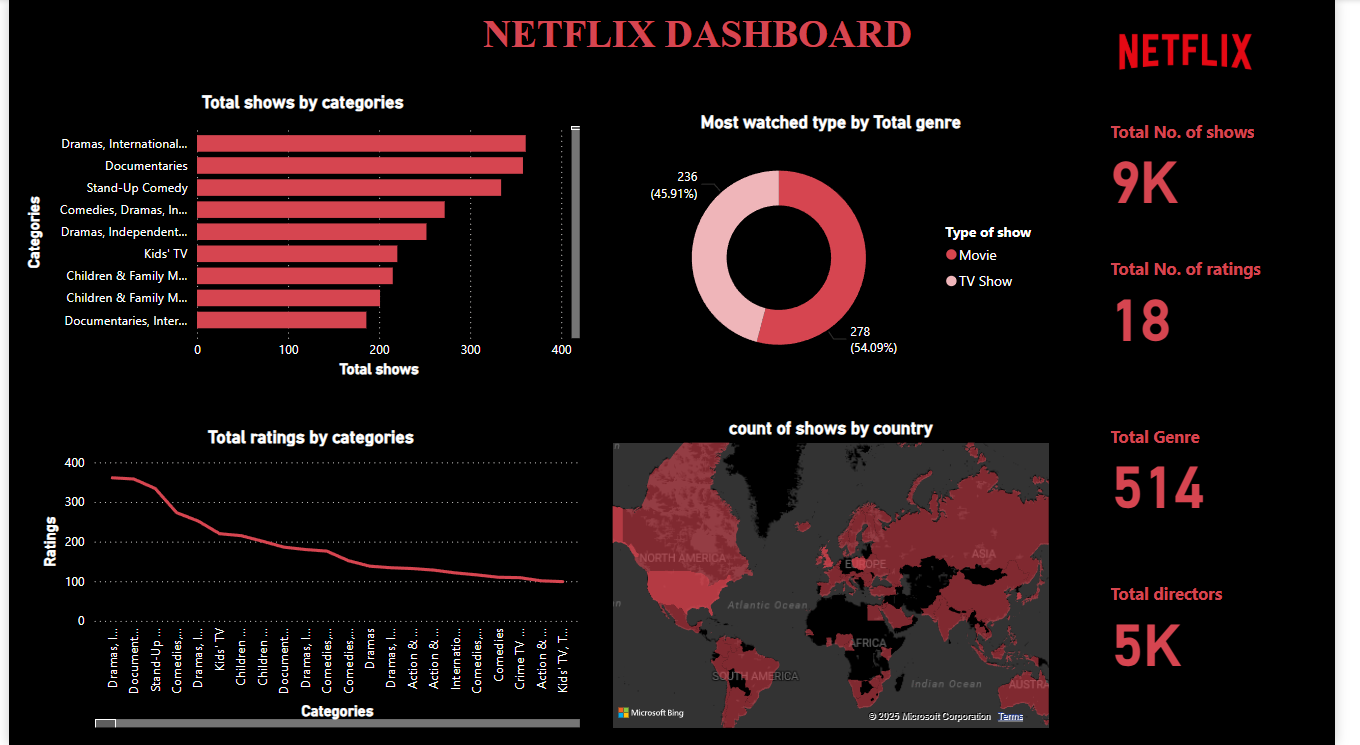 NETFLIX DASHBOARD
NETFLIX
Total shows by categories
Categories
Dramas, International...
Documentaries
Stand-Up Comedy
Comedies, Dramas, In...
Dramas, Independent...
Kids' TV
Children & Family M...
Children & Family M...
Documentaries, Inter...
0 100 200 300 400
Total shows
Most watched type by Total genre
236
(45.91%)
278
(54.09%)
Type of show
Movie
TV Show
Total No. of shows
9K
Total No. of ratings
18
Total Genre
514
Total directors
5K
Total ratings by categories
Ratings
400
300
200
100
0
Dramas, I...
Document...
Stand-Up ...
Comedies,...
Dramas, I...
Kids' TV
Children ...
Children ...
Document...
Dramas, I...
Comedies,...
Comedies,...
Dramas
Dramas, I...
Action &...
Action &...
Internatio...
Comedies,...
Comedies
Crime TV ...
Action &...
Kids' TV, T...
Categories
count of shows by country
NORTH AMERICA
EUROPE
ASIA
Atlantic Ocean
AFRICA
SOUTH AMERICA
Indian Ocean
AUSTRA
Microsoft Bing
© 2025 Microsoft Corporation Terms